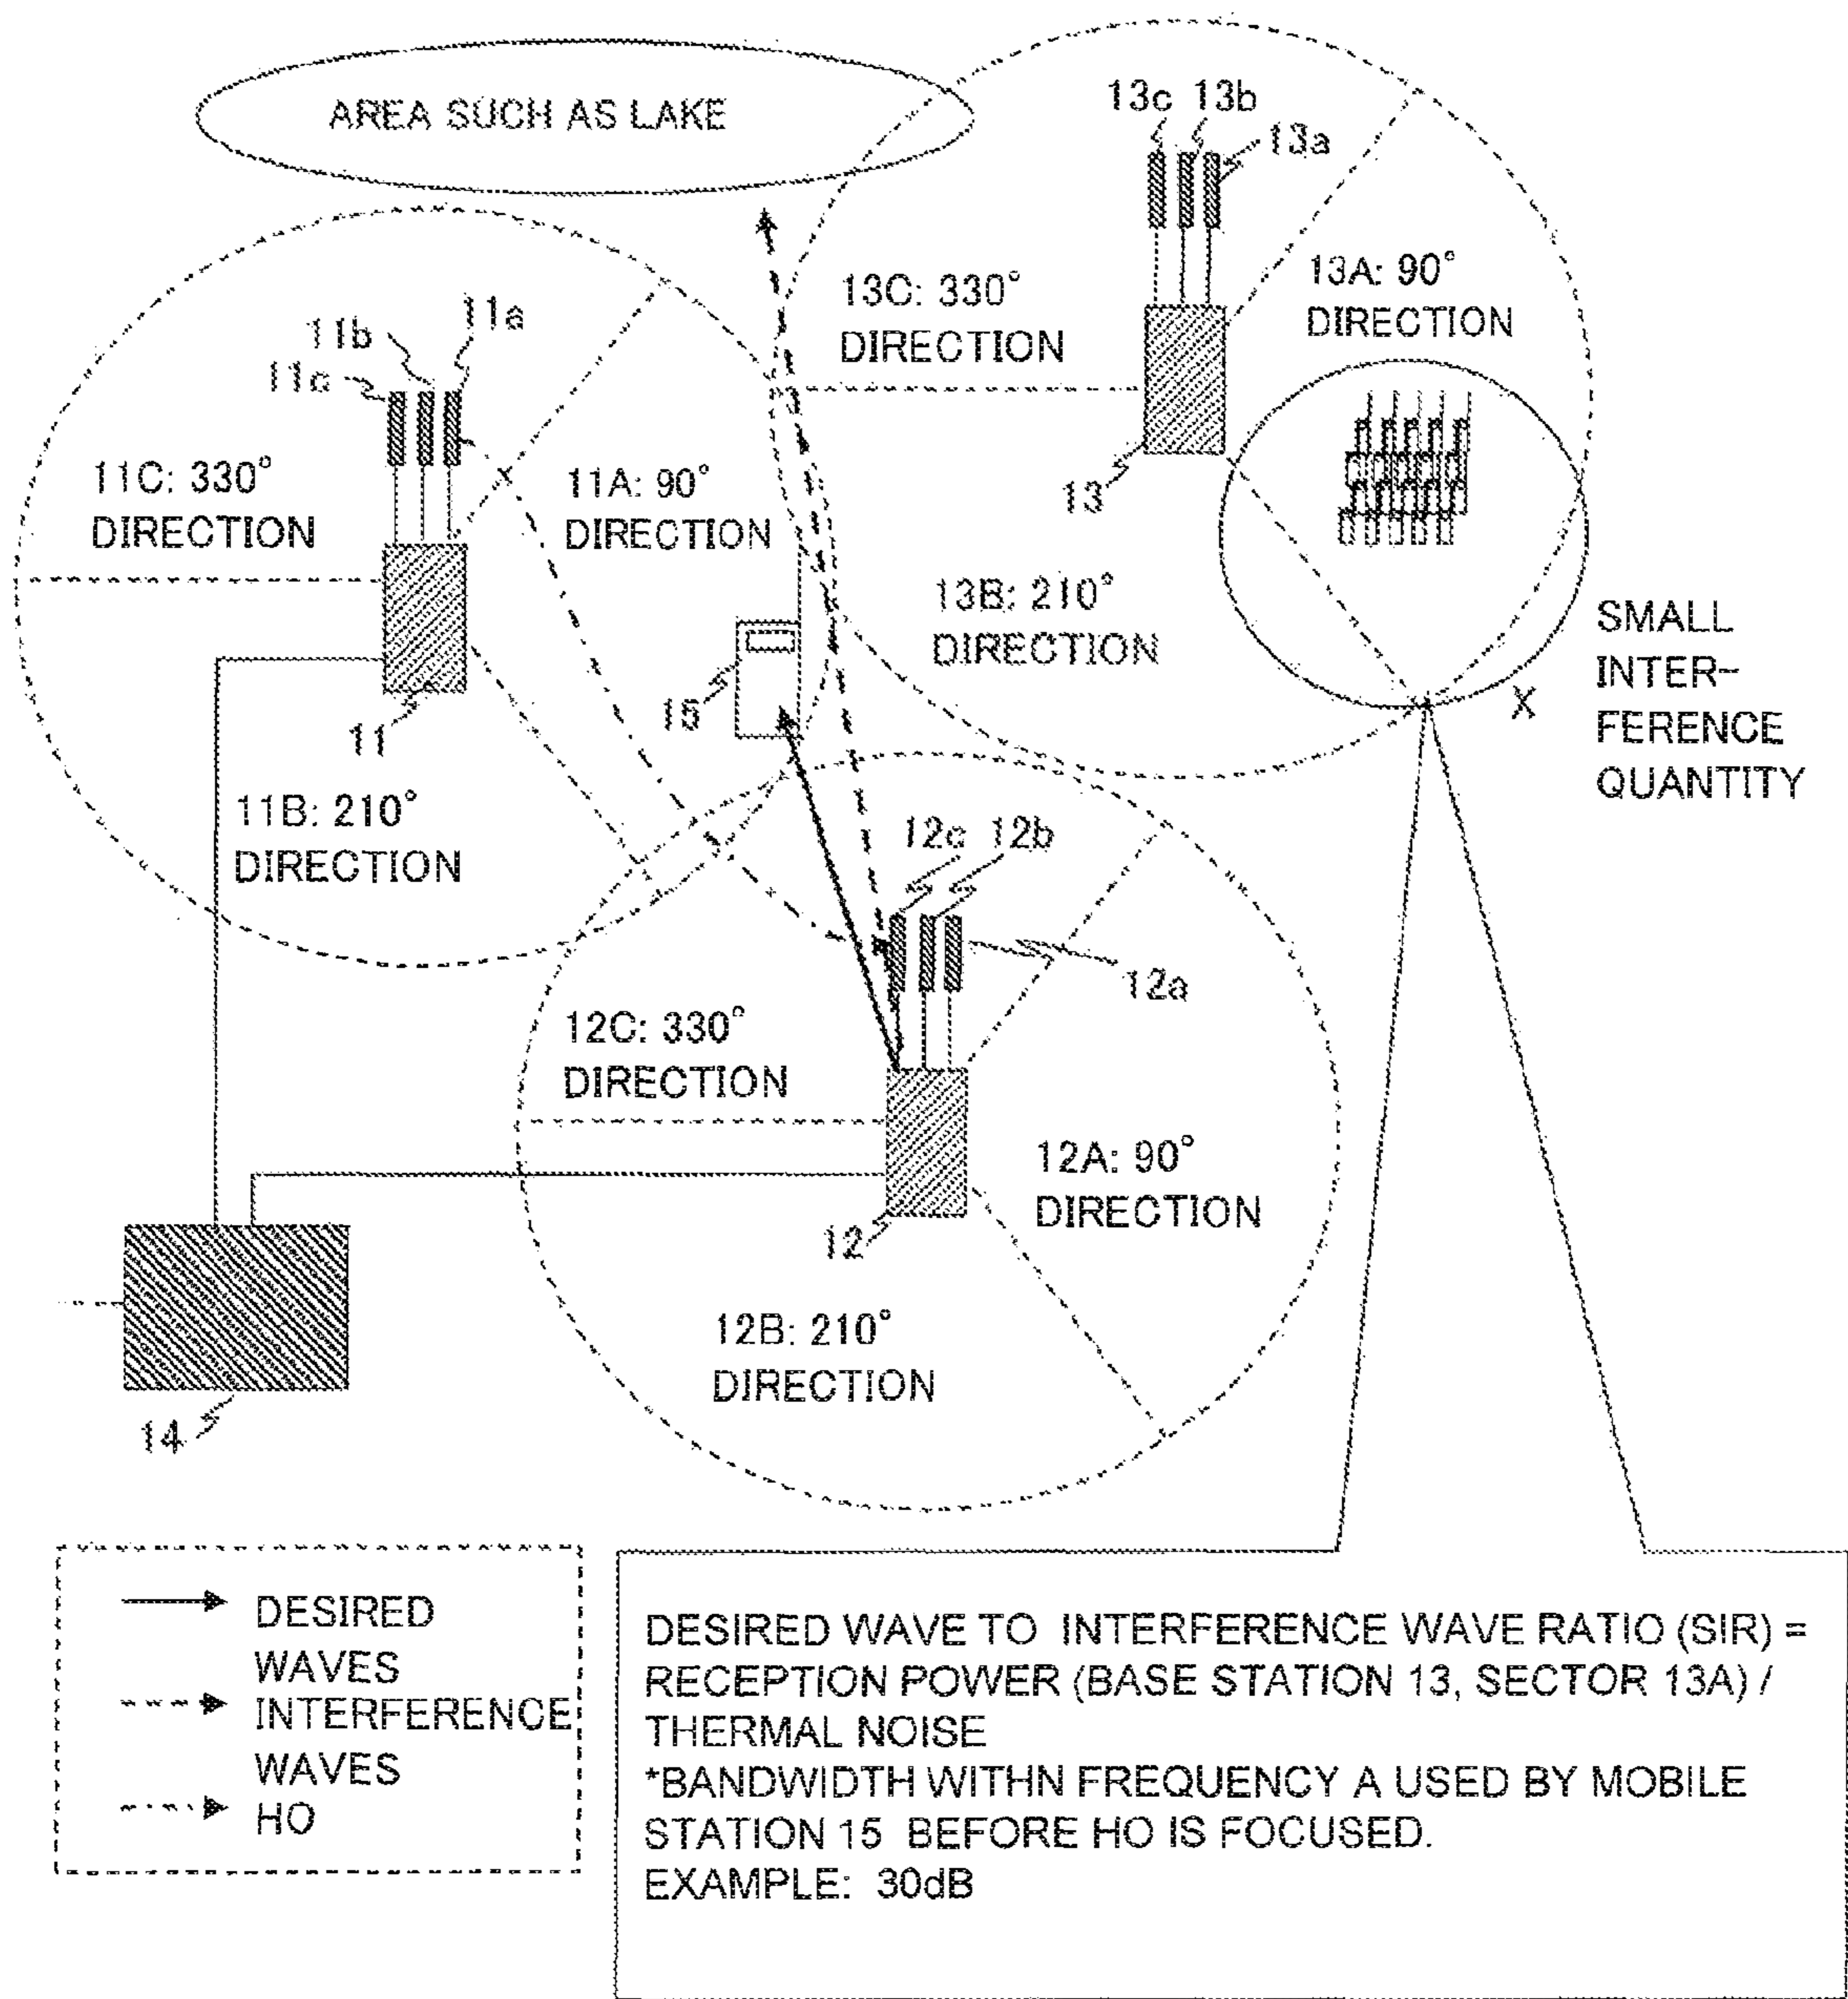 AREA SUCH AS LAKE
13c 13b
13a
13C: 330°
DIRECTION
13A: 90°
DIRECTION
11a
11b
11c
11C: 330°
DIRECTION
11A: 90°
DIRECTION
13
13B: 210°
DIRECTION
SMALL
INTER-
FERENCE
QUANTITY
X
15
11
11B: 210°
DIRECTION
12c 12b
12a
12C: 330°
DIRECTION
12A: 90°
DIRECTION
12
12B: 210°
DIRECTION
14
DESIRED
WAVES
INTERFERENCE
WAVES
HO
DESIRED WAVE TO INTERFERENCE WAVE RATIO (SIR) =
RECEPTION POWER (BASE STATION 13, SECTOR 13A) /
THERMAL NOISE
*BANDWIDTH WITHN FREQUENCY A USED BY MOBILE
STATION 15 BEFORE HO IS FOCUSED.
EXAMPLE: 30dB